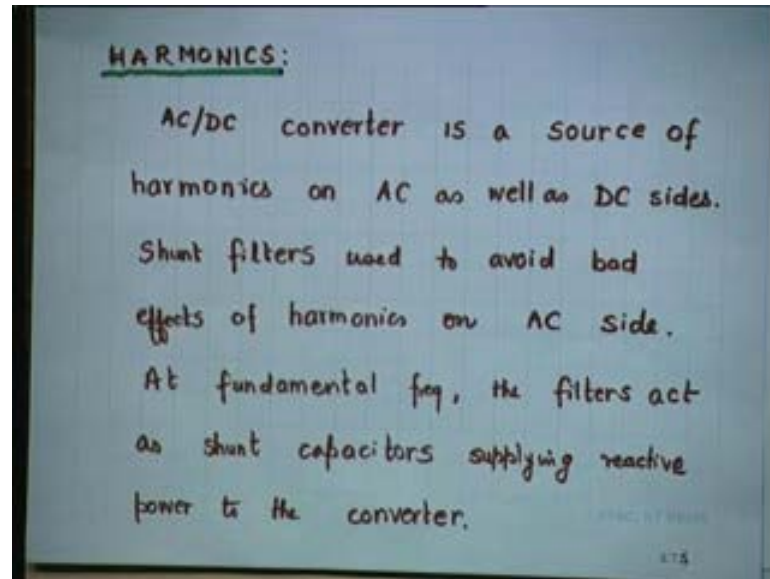 HARMONICS:
AC/DC converter is a source of
harmonics on AC as well as DC sides.
Shunt filters used to avoid bad
effects of harmonics on AC side.
At fundamental freq, the filters act
as shunt capacitors supplying reactive
power to the converter.